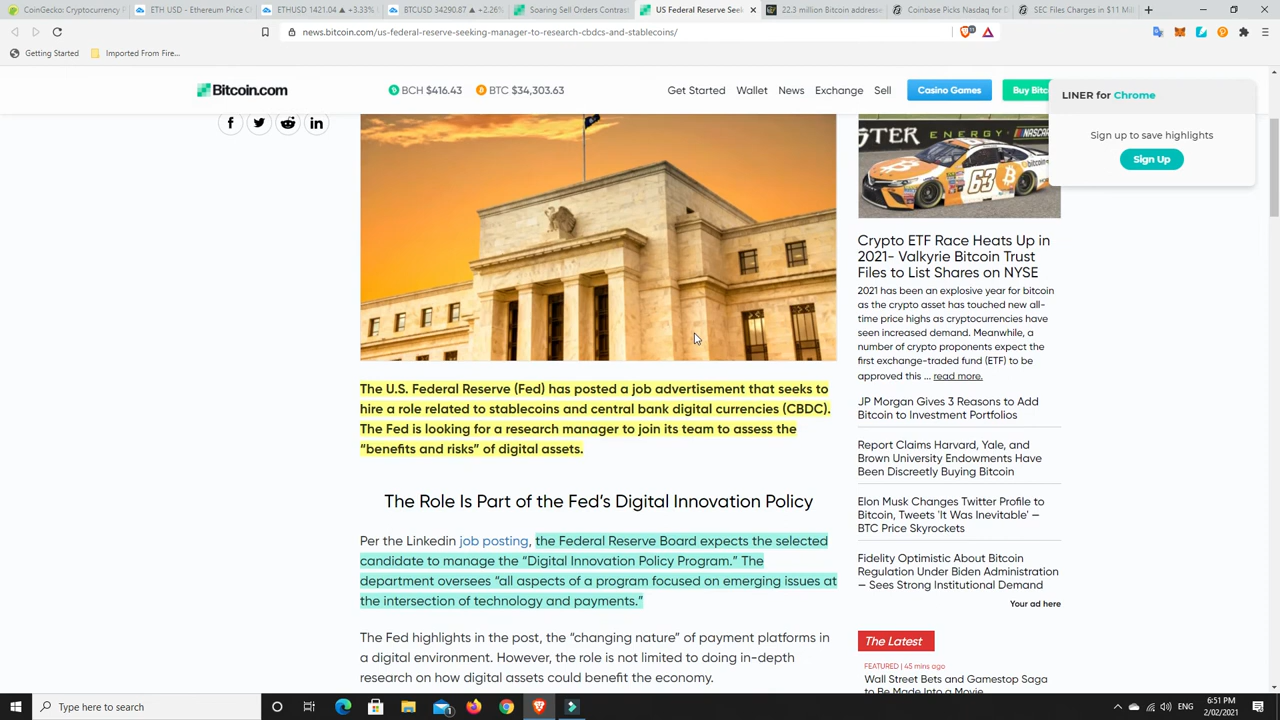 CoinGecko: Cryptocurrency P
ETH USD - Ethereum Price C
ETHUSD 1421.04 ▲ +3.33%
BTCUSD 34290.87 ▲ +2.26%
Soaring Sell Orders Contrast
US Federal Reserve Seek
22.3 million Bitcoin address
Coinbase Picks Nasdaq for D
SEC Files Charges in $11 Mil
news.bitcoin.com/us-federal-reserve-seeking-manager-to-research-cbdcs-and-stablecoins/
Getting Started
Imported From Fire...
Bitcoin.com
BCH $416.43
BTC $34,303.63
Get Started
Wallet
News
Exchange
Sell
Casino Games
Buy Bitc
LINER for Chrome
Sign up to save highlights
Sign Up
STER ENERGY
NASCAR
63
Crypto ETF Race Heats Up in
2021- Valkyrie Bitcoin Trust
Files to List Shares on NYSE
2021 has been an explosive year for bitcoin
as the crypto asset has touched new all-
time price highs as cryptocurrencies have
seen increased demand. Meanwhile, a
number of crypto proponents expect the
first exchange-traded fund (ETF) to be
approved this ... read more.
The U.S. Federal Reserve (Fed) has posted a job advertisement that seeks to
hire a role related to stablecoins and central bank digital currencies (CBDC).
The Fed is looking for a research manager to join its team to assess the
“benefits and risks” of digital assets.
The Role Is Part of the Fed’s Digital Innovation Policy
Per the Linkedin job posting, the Federal Reserve Board expects the selected
candidate to manage the “Digital Innovation Policy Program.” The
department oversees “all aspects of a program focused on emerging issues at
the intersection of technology and payments.”
The Fed highlights in the post, the “changing nature” of payment platforms in
a digital environment. However, the role is not limited to doing in-depth
research on how digital assets could benefit the economy.
JP Morgan Gives 3 Reasons to Add
Bitcoin to Investment Portfolios
Report Claims Harvard, Yale, and
Brown University Endowments Have
Been Discreetly Buying Bitcoin
Elon Musk Changes Twitter Profile to
Bitcoin, Tweets 'It Was Inevitable' —
BTC Price Skyrockets
Fidelity Optimistic About Bitcoin
Regulation Under Biden Administration
— Sees Strong Institutional Demand
Your ad here
The Latest
FEATURED | 45 mins ago
Wall Street Bets and Gamestop Saga
to Be Made Into a Movie
Type here to search
ENG
6:51 PM
2/02/2021